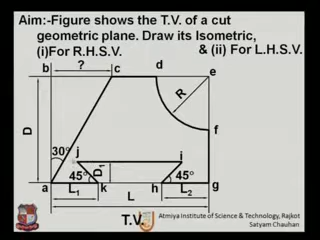 Aim:-Figure shows the T.V. of a cut
geometric plane. Draw its Isometric,
(i)For R.H.S.V. & (ii) For L.H.S.V.
b ? c d e
R
D
f
30°
j i
45° D1 45°
a L1 k h L2 g
L
T.V.
Atmiya Institute of Science & Technology, Rajkot
Satyam Chauhan